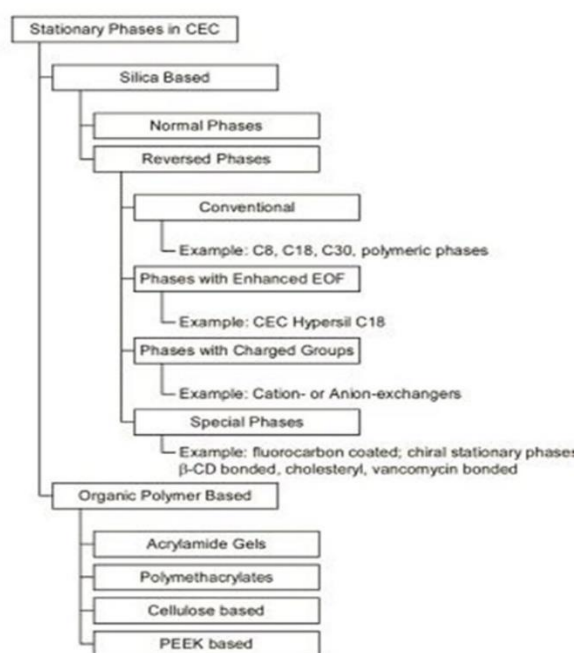 Stationary Phases in CEC
Silica Based
Normal Phases
Reversed Phases
Conventional
Example: C8, C18, C30, polymeric phases
Phases with Enhanced EOF
Example: CEC Hypersil C18
Phases with Charged Groups
Example: Cation- or Anion-exchangers
Special Phases
Example: fluorocarbon coated; chiral stationary phases
β-CD bonded, cholesteryl, vancomycin bonded
Organic Polymer Based
Acrylamide Gels
Polymethacrylates
Cellulose based
PEEK based